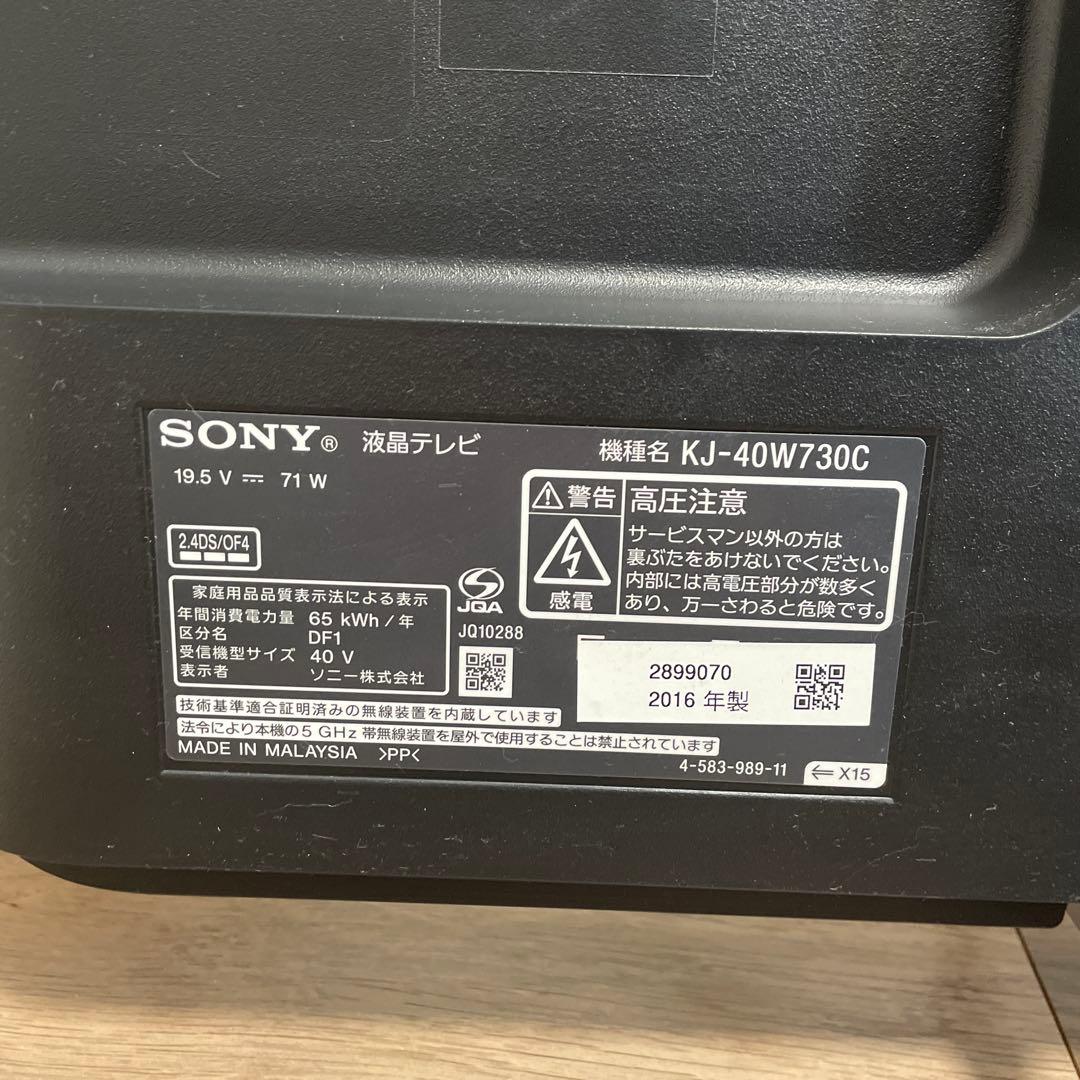 SONY® 液晶テレビ 機種名 KJ-40W730C
19.5 V ⎓ 71 W
警告 高圧注意
感電
サービスマン以外の方は
裏ぶたをあけないでください。
内部には高電圧部分が数多く
あり、万一さわると危険です。
2.4DS/OF4
家庭用品品質表示法による表示
年間消費電力量 65 kWh/年
区分名 DF1
受信機型サイズ 40 V
表示者 ソニー株式会社
JQA
JQ10288
2899070
2016 年製
技術基準適合証明済みの無線装置を内蔵しています
法令により本機の5 GHz 帯無線装置を屋外で使用することは禁止されています
MADE IN MALAYSIA >PP<
4-583-989-11 ⇐ X15